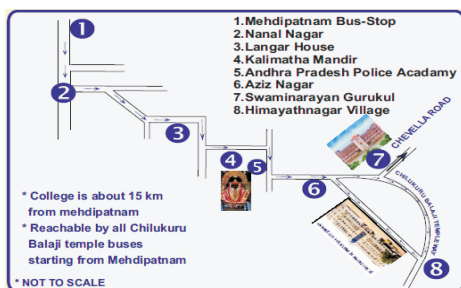 1.Mehdipatnam Bus-Stop
2.Nanal Nagar
3.Langar House
4.Kalimatha Mandir
5.Andhra Pradesh Police Acadamy
6.Aziz Nagar
7.Swaminarayan Gurukul
8.Himayathnagar Village
1
2
3
4
5
6
7
8
CHEVELLA ROAD
CHILUKURU BALAJI TEMPLE WAY
* College is about 15 km
from mehdipatnam
* Reachable by all Chilukuru
Balaji temple buses
starting from Mehdipatnam
* NOT TO SCALE